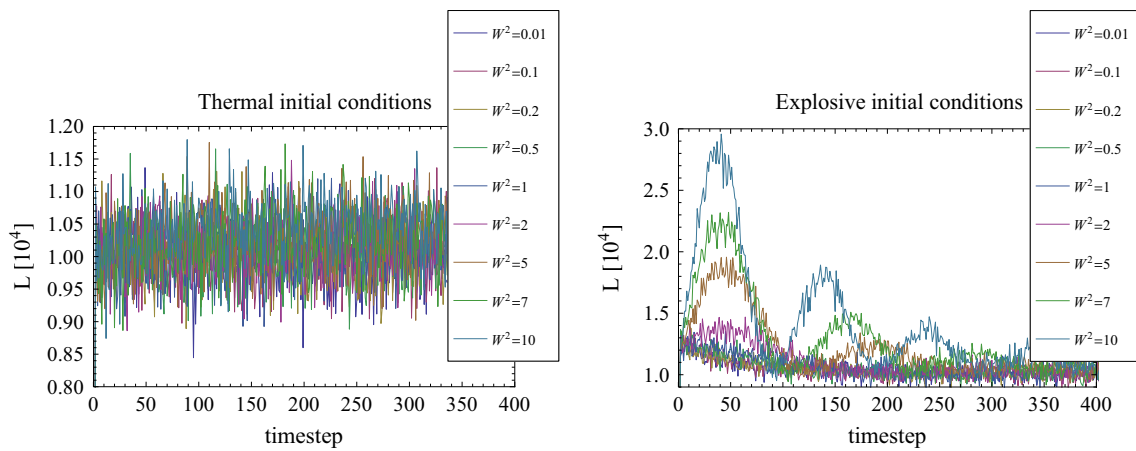 W²=0.01
W²=0.1
W²=0.2
W²=0.5
W²=1
W²=2
W²=5
W²=7
W²=10
Thermal initial conditions
L [10⁴]
1.20
1.15
1.10
1.05
1.00
0.95
0.90
0.85
0.80
0 50 100 150 200 250 300 350 400
timestep
W²=0.01
W²=0.1
W²=0.2
W²=0.5
W²=1
W²=2
W²=5
W²=7
W²=10
Explosive initial conditions
L [10⁴]
3.0
2.5
2.0
1.5
1.0
0 50 100 150 200 250 300 350 400
timestep